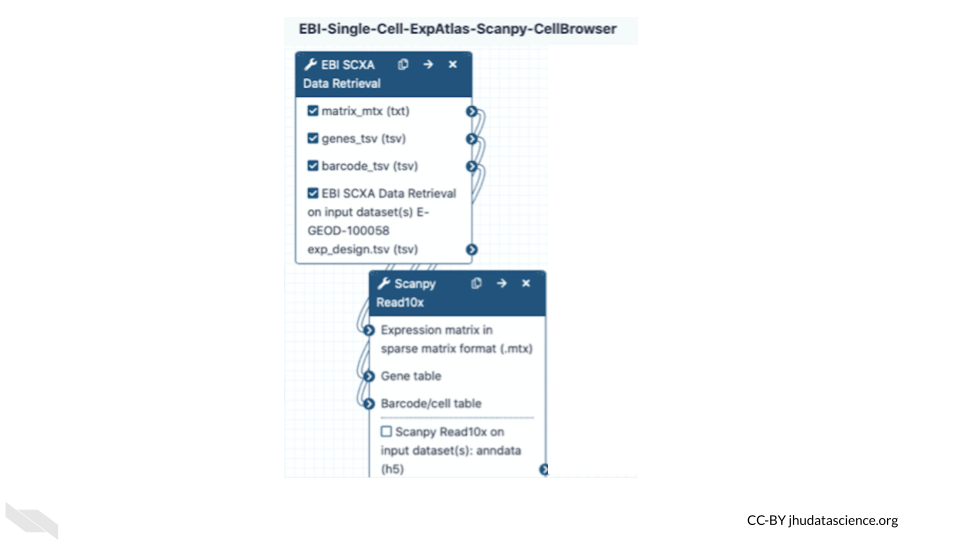 EBI-Single-Cell-ExpAtlas-Scanpy-CellBrowser
EBI SCXA
Data Retrieval
matrix_mtx (txt)
genes_tsv (tsv)
barcode_tsv (tsv)
EBI SCXA Data Retrieval
on input dataset(s) E-
GEOD-100058
exp_design.tsv (tsv)
Scanpy
Read10x
Expression matrix in
sparse matrix format (.mtx)
Gene table
Barcode/cell table
Scanpy Read10x on
input dataset(s): anndata
(h5)
CC-BY jhudatascience.org